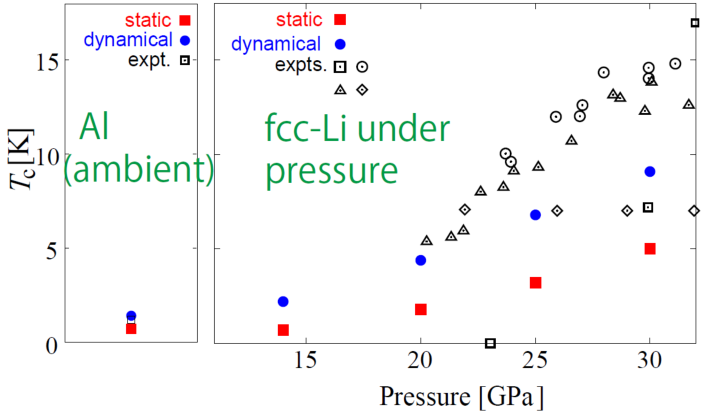 static
dynamical
expt.
Al
(ambient)
static
dynamical
expts.
fcc-Li under
pressure
Tc [K]
15
10
5
0
15
20
25
30
Pressure [GPa]